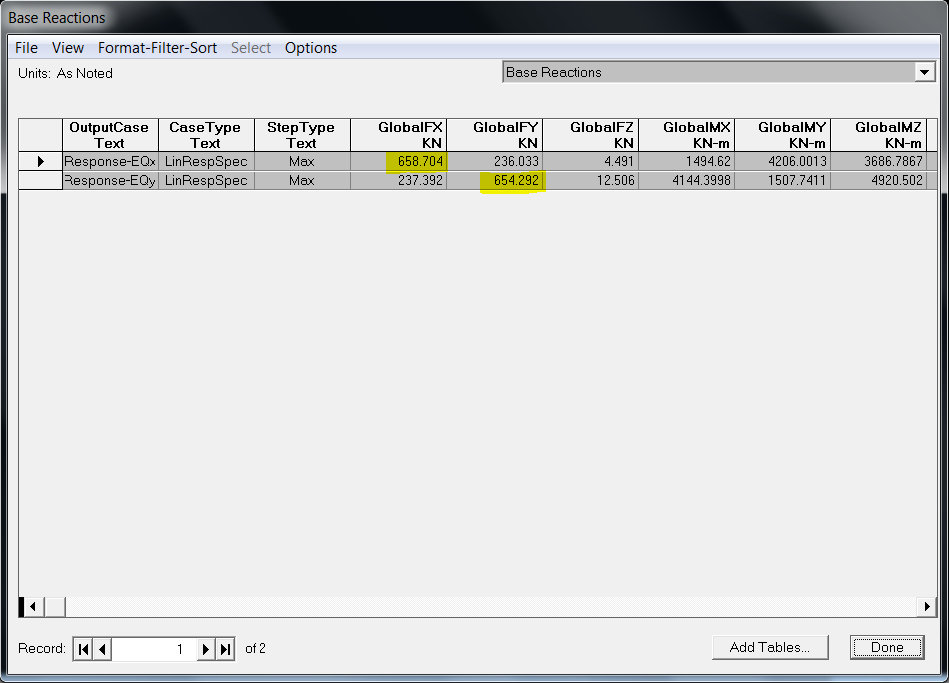 Base Reactions
File View Format-Filter-Sort Select Options
Units: As Noted
Base Reactions
OutputCase CaseType StepType GlobalFX GlobalFY GlobalFZ GlobalMX GlobalMY GlobalMZ
Text Text Text KN KN KN KN-m KN-m KN-m
Response-EQx LinRespSpec Max 658.704 236.033 4.491 1494.62 4206.0013 3686.7867
Response-EQy LinRespSpec Max 237.392 654.292 12.506 4144.3998 1507.7411 4920.502
Record: 1 of 2 Add Tables... Done